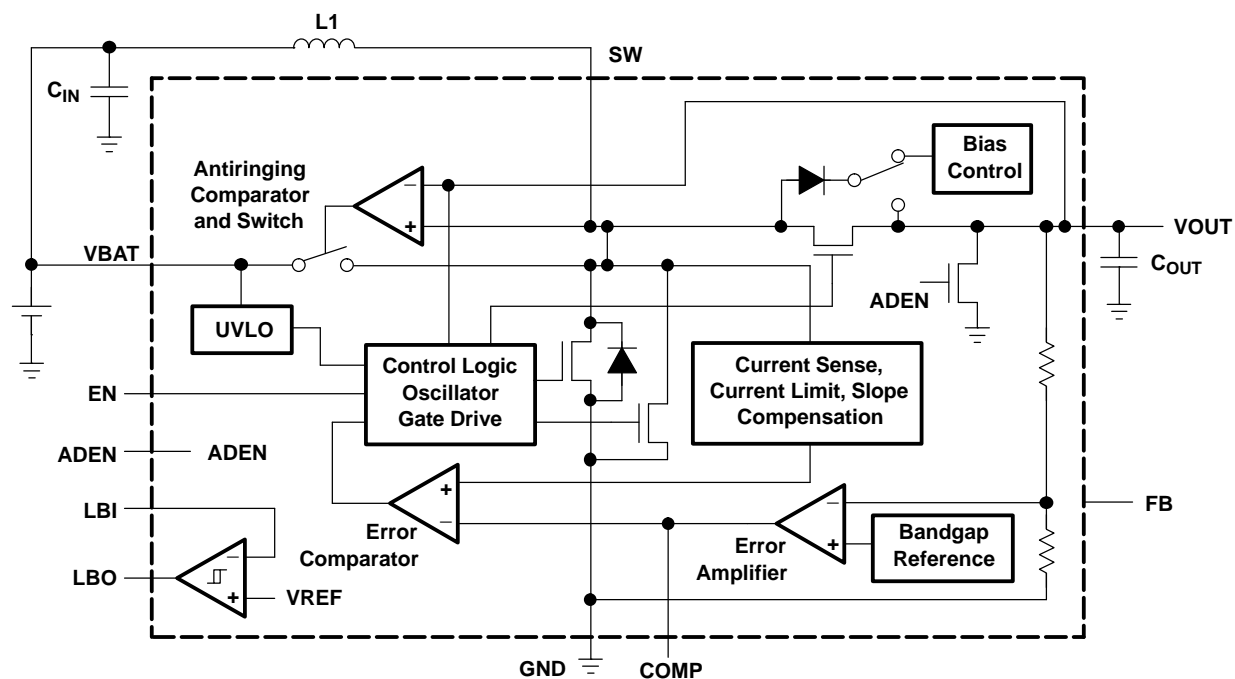 L1
SW
C_IN
Antiringing
Comparator
and Switch
−
+
Bias
Control
VBAT
VOUT
C_OUT
ADEN
UVLO
Control Logic
Oscillator
Gate Drive
Current Sense,
Current Limit, Slope
Compensation
EN
ADEN
ADEN
LBI
LBO
−
+
VREF
+
−
Error
Comparator
−
+
Error
Amplifier
Bandgap
Reference
FB
GND
COMP